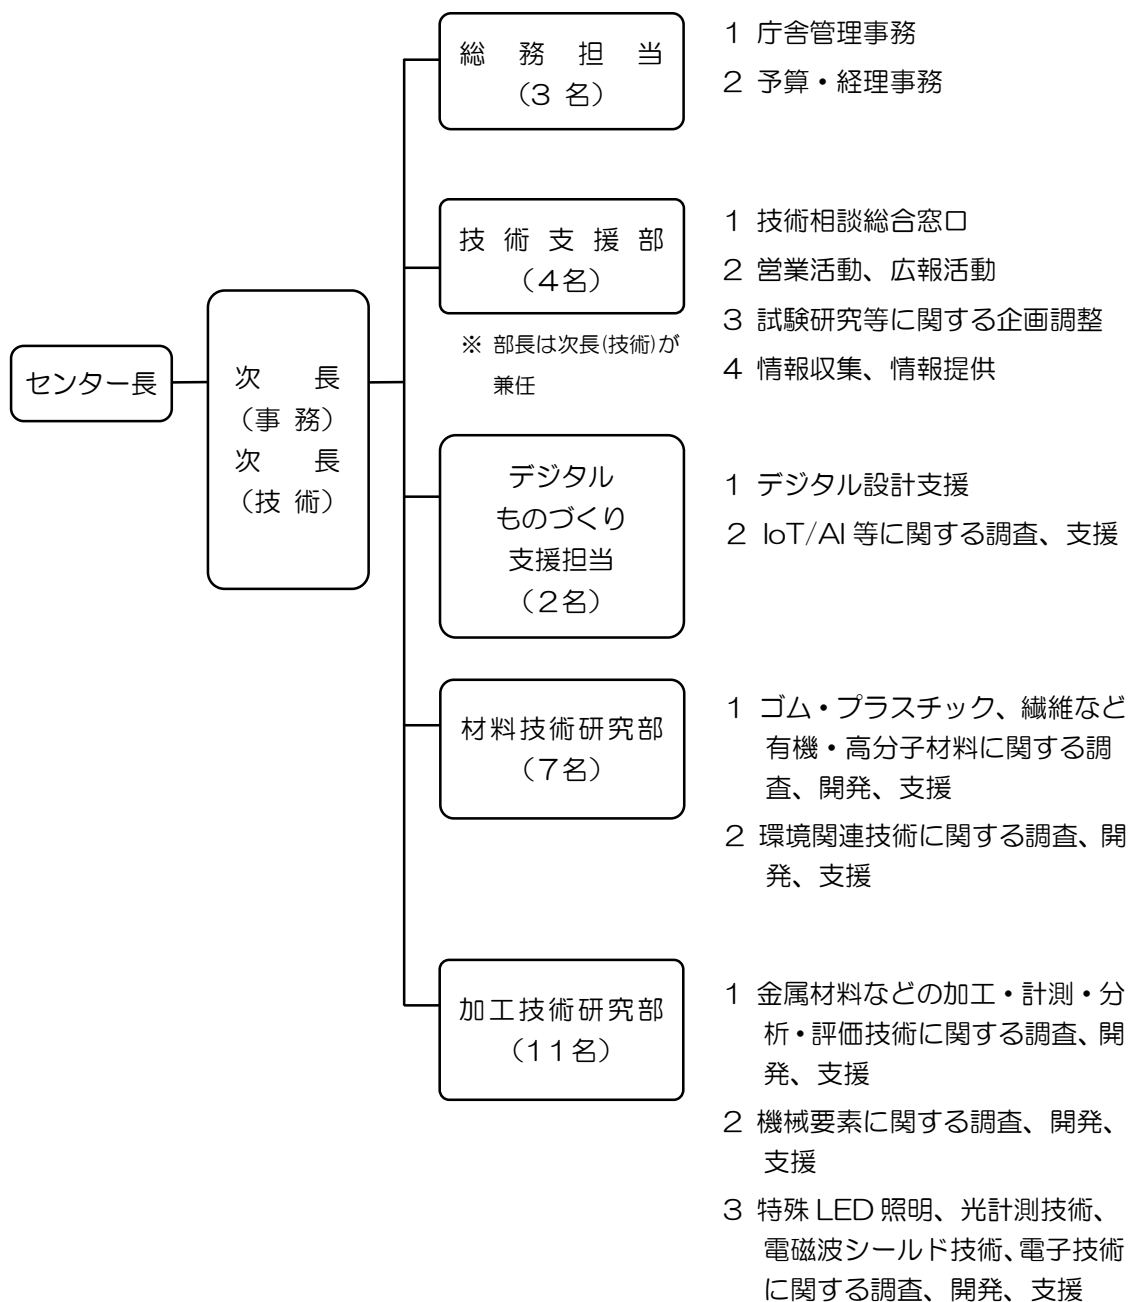 センター長
次 長
（事 務）
次 長
（技 術）
総 務 担 当
（3 名）
1 庁舎管理事務
2 予算・経理事務
技 術 支 援 部
（4名）
※ 部長は次長(技術)が
兼任
1 技術相談総合窓口
2 営業活動、広報活動
3 試験研究等に関する企画調整
4 情報収集、情報提供
デジタル
ものづくり
支援担当
（2名）
1 デジタル設計支援
2 IoT/AI 等に関する調査、支援
材料技術研究部
（7名）
1 ゴム・プラスチック、繊維など
有機・高分子材料に関する調
査、開発、支援
2 環境関連技術に関する調査、開
発、支援
加工技術研究部
（11名）
1 金属材料などの加工・計測・分
析・評価技術に関する調査、開
発、支援
2 機械要素に関する調査、開発、
支援
3 特殊 LED 照明、光計測技術、
電磁波シールド技術、電子技術
に関する調査、開発、支援